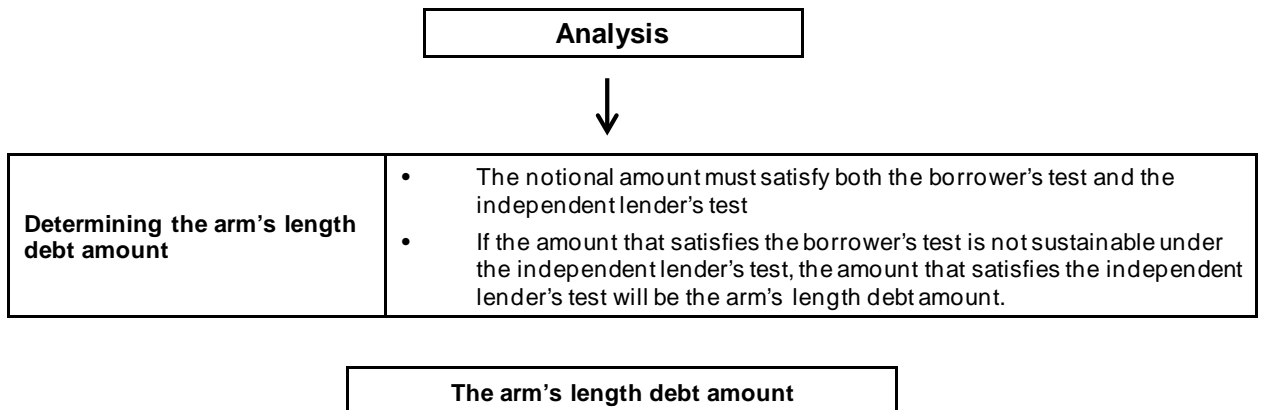 Analysis
Determining the arm's length
debt amount
• The notional amount must satisfy both the borrower's test and the
independent lender's test
• If the amount that satisfies the borrower's test is not sustainable under
the independent lender's test, the amount that satisfies the independent
lender's test will be the arm's length debt amount.
The arm's length debt amount